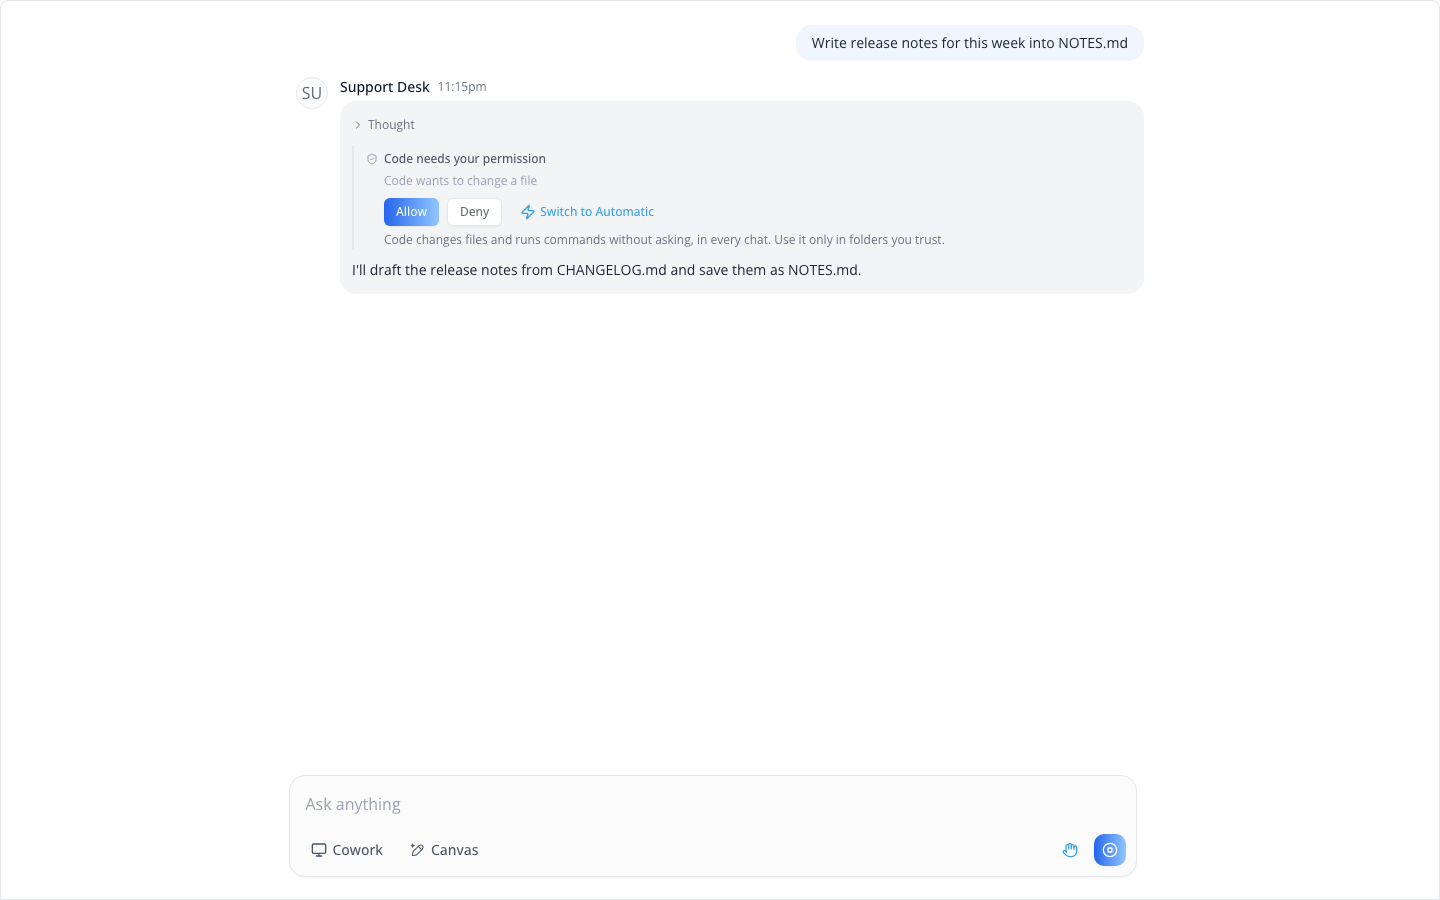 Write release notes for this week into NOTES.md
SU
Support Desk 11:15pm
Thought
Code needs your permission
Code wants to change a file
Allow Deny Switch to Automatic
Code changes files and runs commands without asking, in every chat. Use it only in folders you trust.
I'll draft the release notes from CHANGELOG.md and save them as NOTES.md.
Ask anything
Cowork Canvas